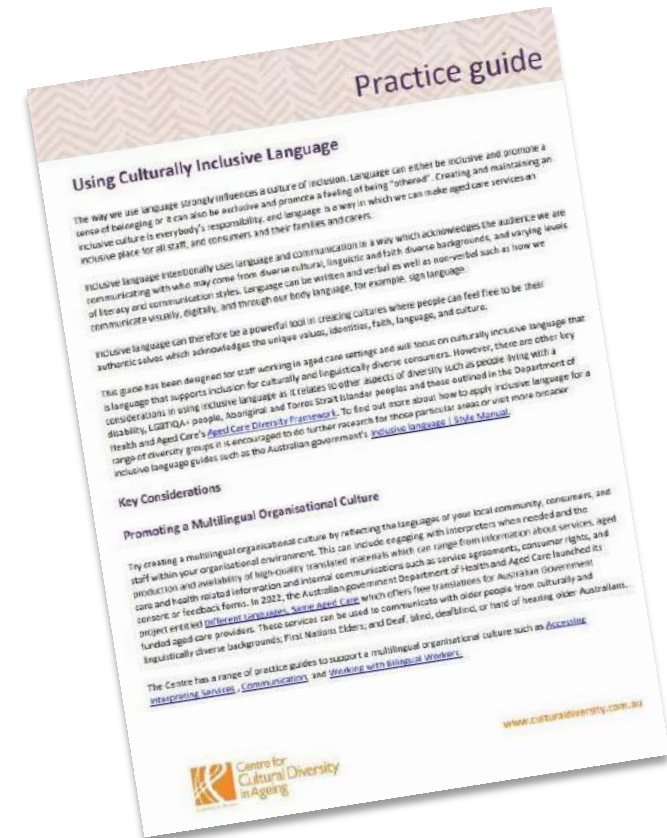 Practice guide
Using Culturally Inclusive Language
The way we use language strongly influences a culture of inclusion. Language can either be inclusive and promote a
sense of belonging or it can also be exclusive and promote a feeling of being "othered". Creating and maintaining an
inclusive culture is everybody's responsibility, and language is a way in which we can make aged care services an
inclusive place for all staff, and consumers and their families and carers.
Inclusive language intentionally uses language and communication in a way which acknowledges the audience we are
communicating with who may come from diverse cultural, linguistic and faith diverse backgrounds, and varying levels
of literacy and communication styles. Language can be written and verbal as well as non-verbal such as how we
communicate visually, digitally, and through our body language, for example, sign language.
Inclusive language can therefore be a powerful tool in creating cultures where people can feel free to be their
authentic selves which acknowledges the unique values, identities, faith, language, and culture.
This guide has been designed for staff working in aged care settings and will focus on culturally inclusive language that
is language that supports inclusion for culturally and linguistically diverse consumers. However, there are other key
considerations in using inclusive language as it relates to other aspects of diversity such as people living with a
disability, LGBTIQA+ people, Aboriginal and Torres Strait Islander peoples and those outlined in the Department of
Health and Aged Care's Aged Care Diversity Framework. To find out more about how to apply inclusive language for a
range of diversity groups it is encouraged to do further research for those particular areas or visit more broader
inclusive language guides such as the Australian government's Inclusive language | Style Manual.
Key Considerations
Promoting a Multilingual Organisational Culture
Try creating a multilingual organisational culture by reflecting the languages of your local community, consumers, and
staff within your organisational environment. This can include engaging with interpreters when needed and the
production and availability of high-quality translated materials which can range from information about services, aged
care and health related information and internal communications such as service agreements, consumer rights, and
consent or feedback forms. In 2022, the Australian government Department of Health and Aged Care launched its
project entitled Different Languages, Same Aged Care which offers free translations for Australian Government
funded aged care providers. These services can be used to communicate with older people from culturally and
linguistically diverse backgrounds; First Nations Elders; and Deaf, blind, deafblind, or hard of hearing older Australians.
The Centre has a range of practice guides to support a multilingual organisational culture such as Accessing
Interpreting Services , Communication, and Working with Bilingual Workers.
www.culturaldiversity.com.au
Centre for
Cultural Diversity
in Ageing